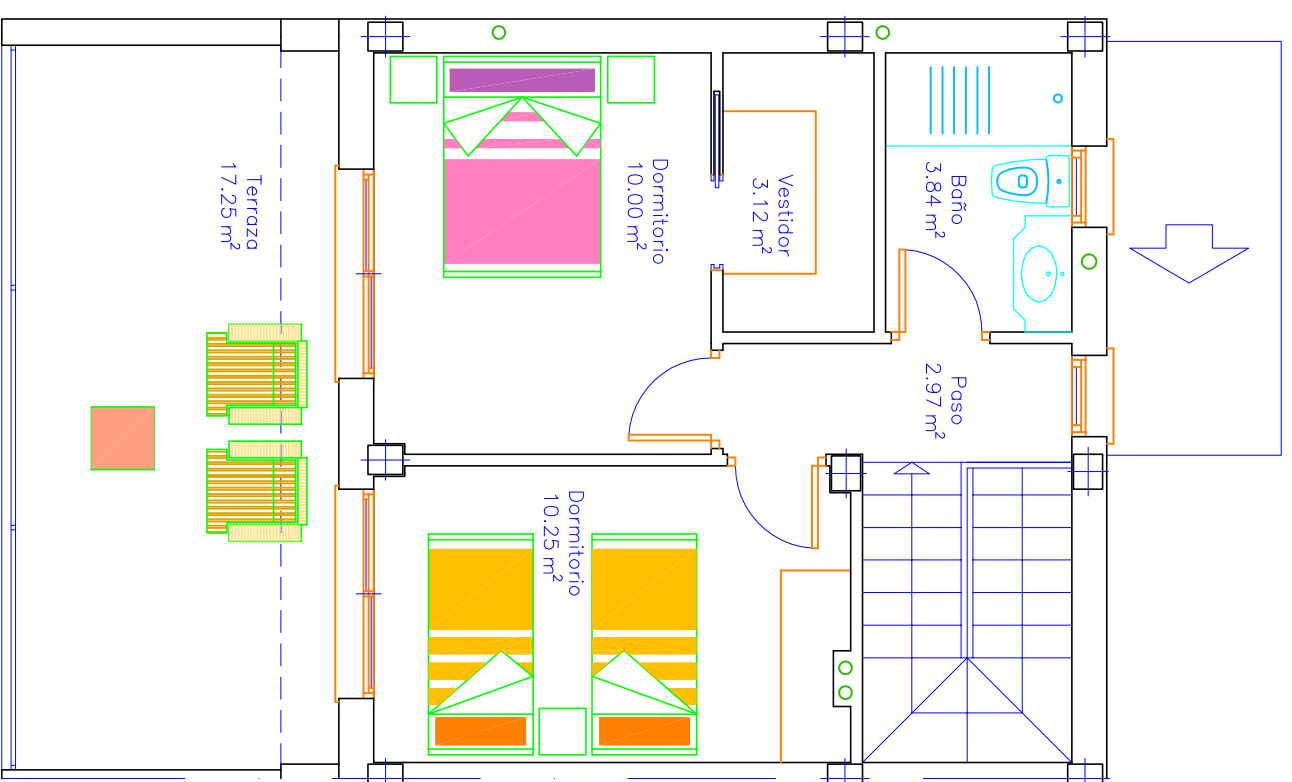 Terraza
17.25 m²
Dormitorio
10.00 m²
Vestidor
3.12 m²
Baño
3.84 m²
Paso
2.97 m²
Dormitorio
10.25 m²